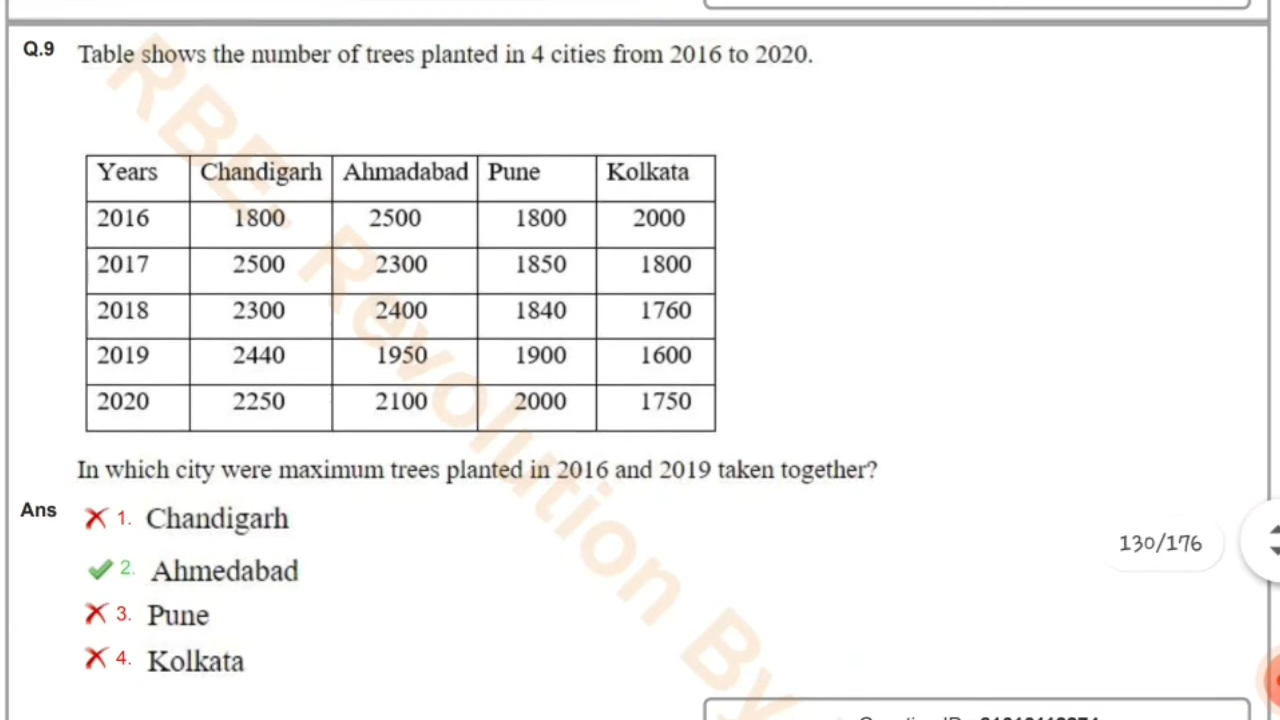 Q.9 Table shows the number of trees planted in 4 cities from 2016 to 2020.
Years Chandigarh Ahmadabad Pune Kolkata
2016 1800 2500 1800 2000
2017 2500 2300 1850 1800
2018 2300 2400 1840 1760
2019 2440 1950 1900 1600
2020 2250 2100 2000 1750
In which city were maximum trees planted in 2016 and 2019 taken together?
Ans 1. Chandigarh
2. Ahmedabad
3. Pune
4. Kolkata
130/176
RBE. Revolution By